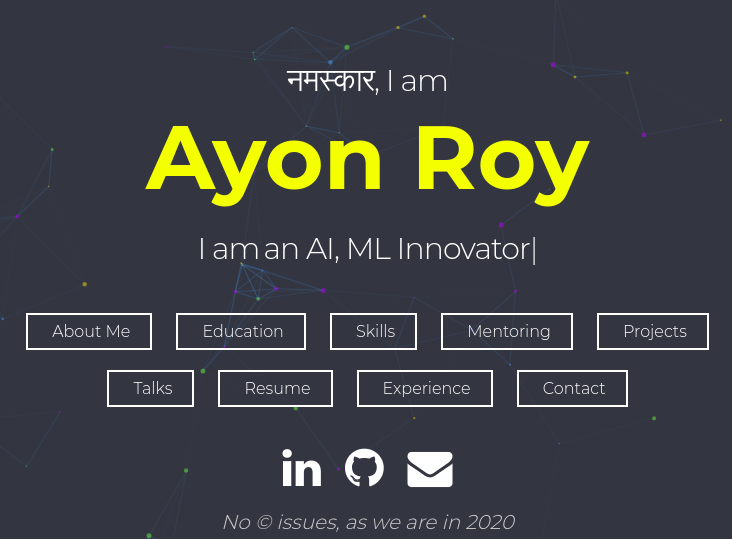 नमस्कार, I am
Ayon Roy
I am an AI, ML Innovator|
About Me Education Skills Mentoring Projects
Talks Resume Experience Contact
in
No © issues, as we are in 2020